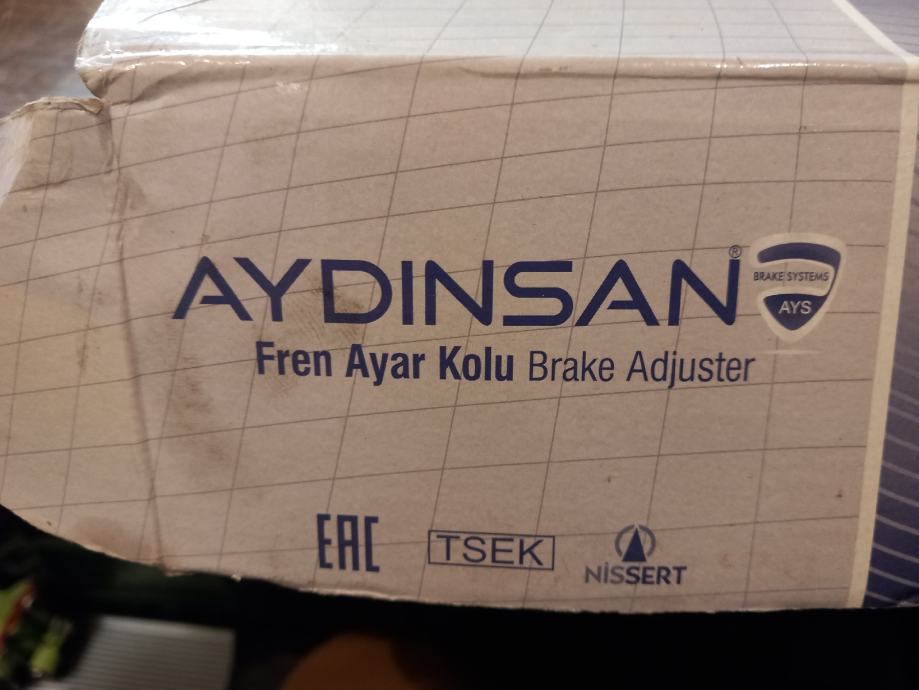 AYDINSAN®
BRAKE SYSTEMS
AYS
Fren Ayar Kolu Brake Adjuster
EAC
TSEK
NİSSERT